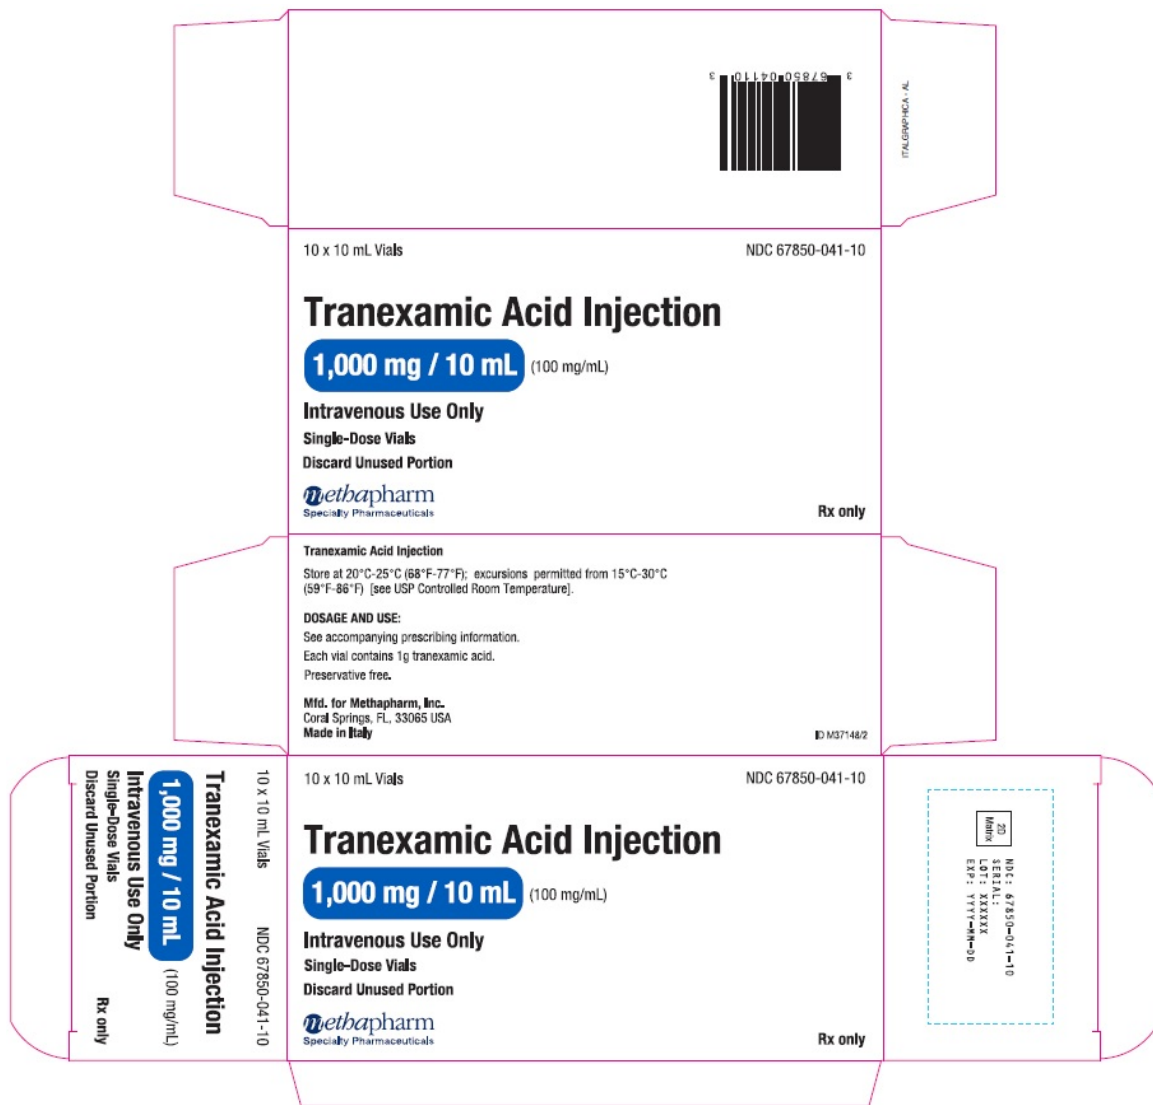 3 67850 04110 3
ITALGRAPHICA - AL
10 x 10 mL Vials NDC 67850-041-10
Tranexamic Acid Injection
1,000 mg / 10 mL (100 mg/mL)
Intravenous Use Only
Single-Dose Vials
Discard Unused Portion
methapharm
Specialty Pharmaceuticals
Rx only
Tranexamic Acid Injection
Store at 20°C-25°C (68°F-77°F); excursions permitted from 15°C-30°C
(59°F-86°F) [see USP Controlled Room Temperature].
DOSAGE AND USE:
See accompanying prescribing information.
Each vial contains 1g tranexamic acid.
Preservative free.
Mfd. for Methapharm, Inc.
Coral Springs, FL, 33065 USA
Made in Italy
ID M37148/2
10 x 10 mL Vials NDC 67850-041-10
Tranexamic Acid Injection
1,000 mg / 10 mL (100 mg/mL)
Intravenous Use Only
Single-Dose Vials
Discard Unused Portion
Rx only
10 x 10 mL Vials NDC 67850-041-10
Tranexamic Acid Injection
1,000 mg / 10 mL (100 mg/mL)
Intravenous Use Only
Single-Dose Vials
Discard Unused Portion
methapharm
Specialty Pharmaceuticals
Rx only
2D
Matrix
NDC: 67850-041-10
SERIAL:
LOT: XXXXXX
EXP: YYYY-MM-DD